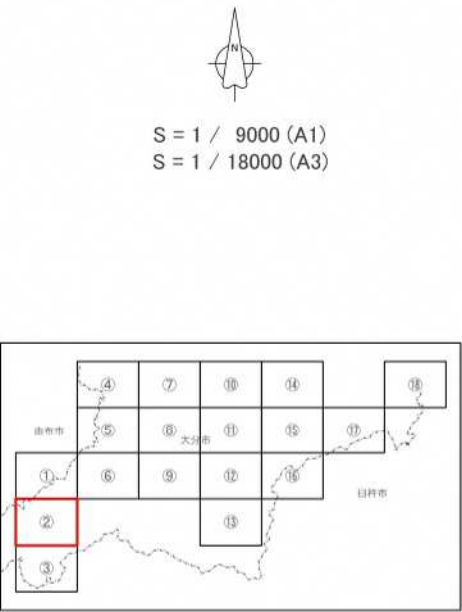 N
S = 1 / 9000 (A1)
S = 1 / 18000 (A3)
④ ⑦ ⑩ ⑭ ⑱
由布市 ⑤ ⑧ 大分市 ⑪ ⑮ ⑰
① ⑥ ⑨ ⑫ ⑯
臼杵市
② ⑬
③